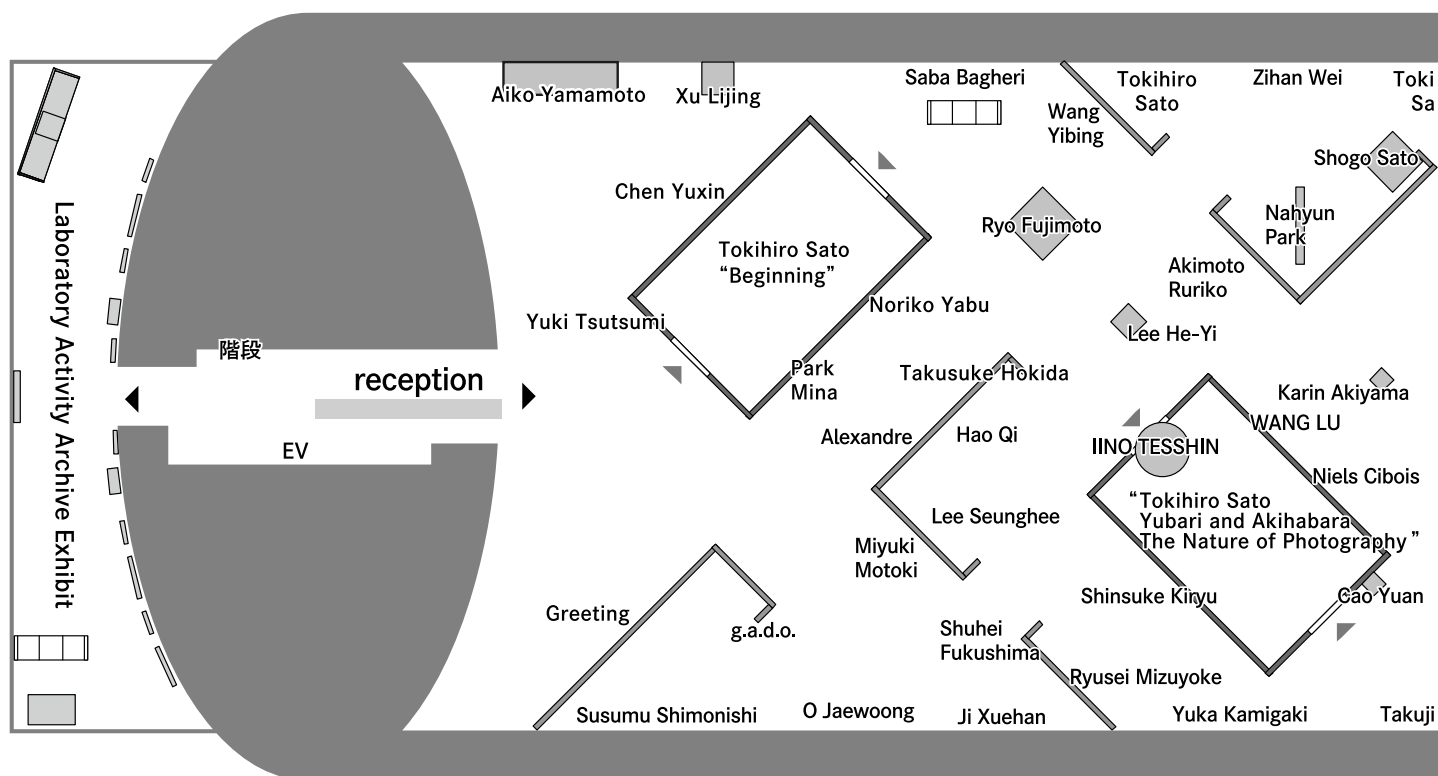 Laboratory Activity Archive Exhibit
階段
reception
EV
Aiko Yamamoto
Xu Lijing
Saba Bagheri
Wang
Yibing
Tokihiro
Sato
Zihan Wei
Toki
Sa
Chen Yuxin
Tokihiro Sato
“Beginning”
Yuki Tsutsumi
Noriko Yabu
Park
Mina
Ryo Fujimoto
Shogo Sato
Nahyun
Park
Akimoto
Ruriko
Lee He-Yi
Takusuke Hokida
Alexandre
Hao Qi
Lee Seunghee
Miyuki
Motoki
Karin Akiyama
WANG LU
IINO TESSHIN
Niels Cibois
“Tokihiro Sato
Yubari and Akihabara
The Nature of Photography”
Shinsuke Kiryu
Cao Yuan
Greeting
g.a.d.o.
Shuhei
Fukushima
Ryusei Mizuyoke
Susumu Shimonishi
O Jaewoong
Ji Xuehan
Yuka Kamigaki
Takuji